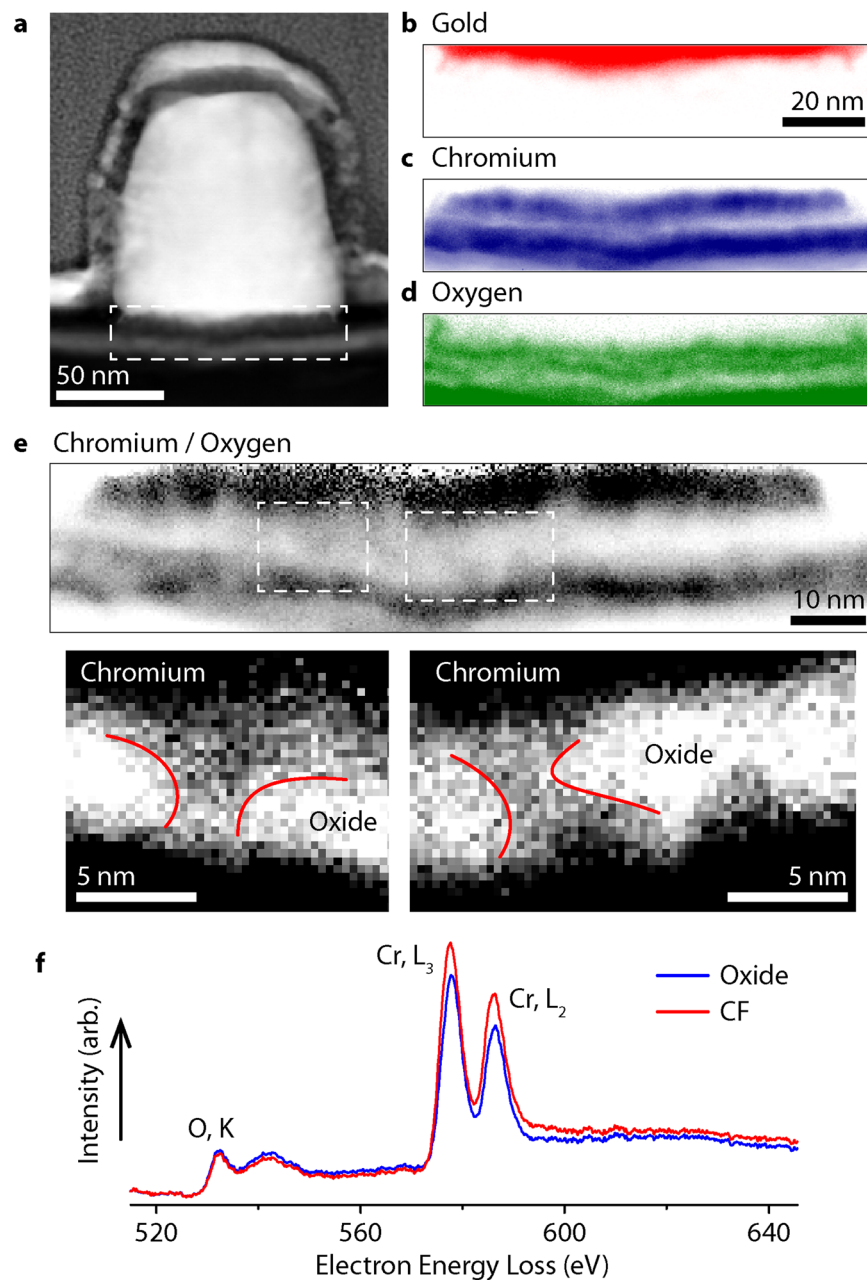 a
50 nm
b Gold
20 nm
c Chromium
d Oxygen
e Chromium / Oxygen
10 nm
Chromium
Oxide
5 nm
Chromium
Oxide
5 nm
f
Intensity (arb.)
O, K
Cr, L₃
Cr, L₂
Oxide
CF
520 560 600 640
Electron Energy Loss (eV)